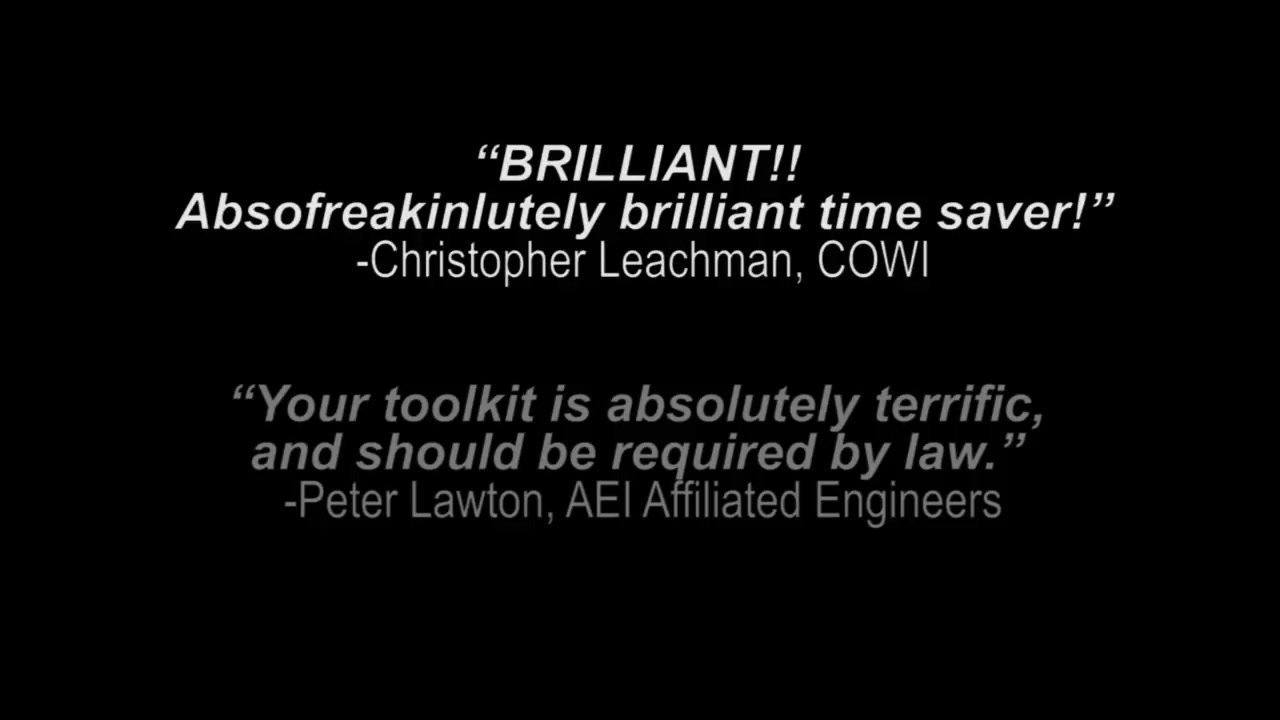 “BRILLIANT!!
Absofreakinlutely brilliant time saver!”
-Christopher Leachman, COWI
“Your toolkit is absolutely terrific,
and should be required by law.”
-Peter Lawton, AEI Affiliated Engineers